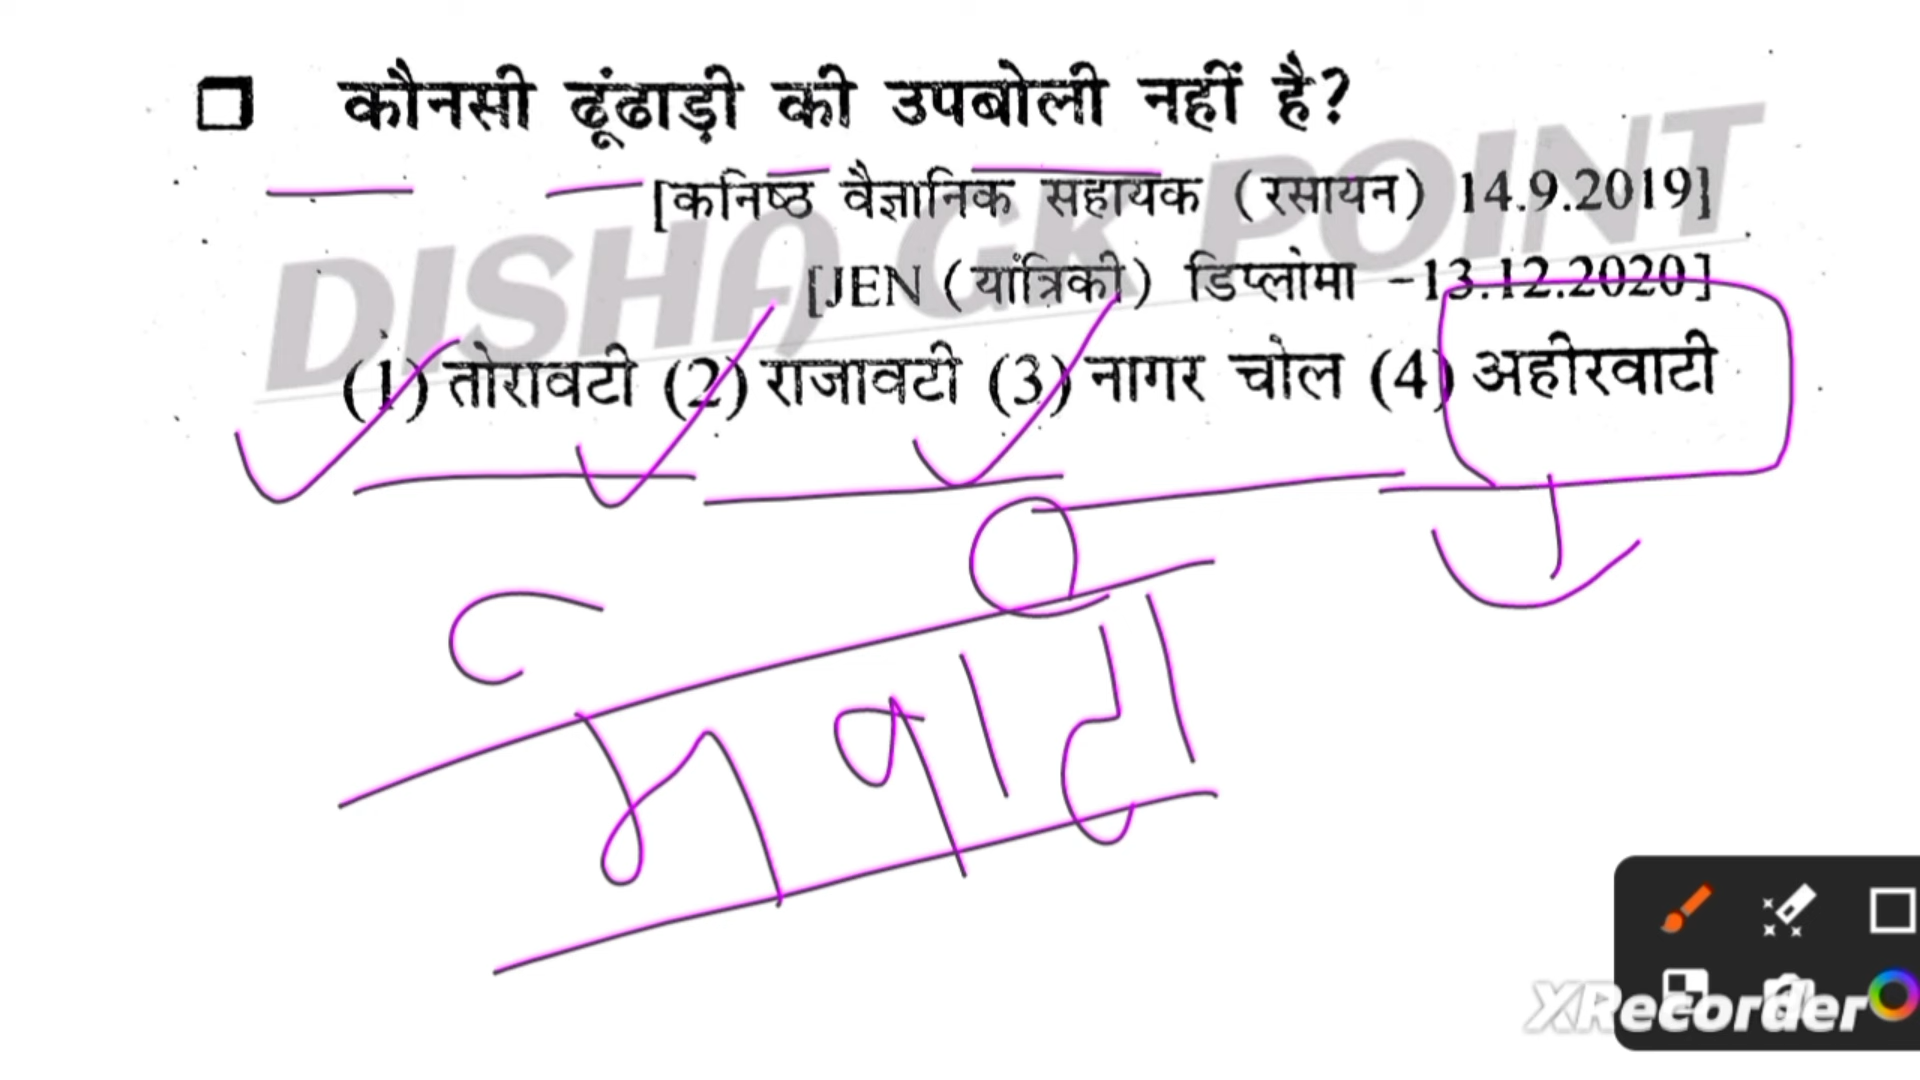 कौनसी ढूंढाड़ी की उपबोली नहीं है?
[कनिष्ठ वैज्ञानिक सहायक (रसायन) 14.9.2019]
DISHA GK POINT
[JEN (यांत्रिकी) डिप्लोमा -13.12.2020]
(1) तोरावटी (2) राजावटी (3) नागर चोल (4) अहीरवाटी
XRecorder